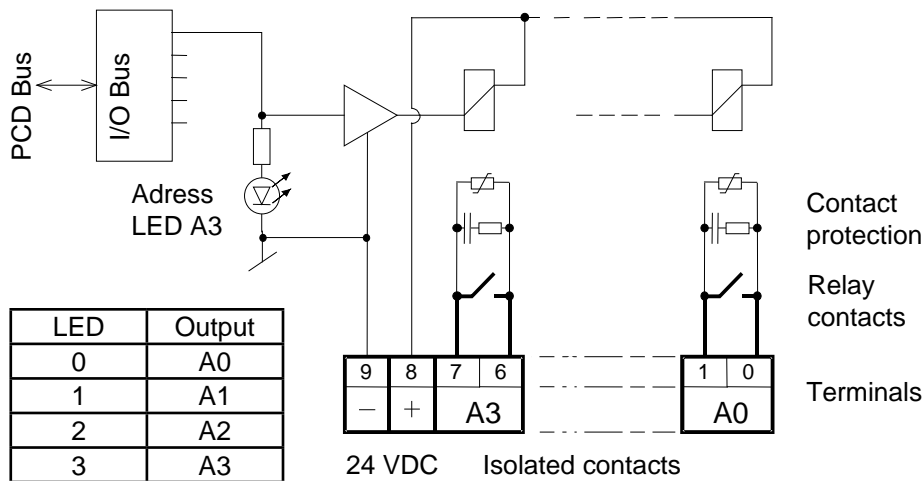 PCD Bus
I/O Bus
Adress
LED A3
Contact
protection
Relay
contacts
LED Output
0 A0
1 A1
2 A2
3 A3
9 8 7 6 1 0
− + A3 A0
Terminals
24 VDC Isolated contacts